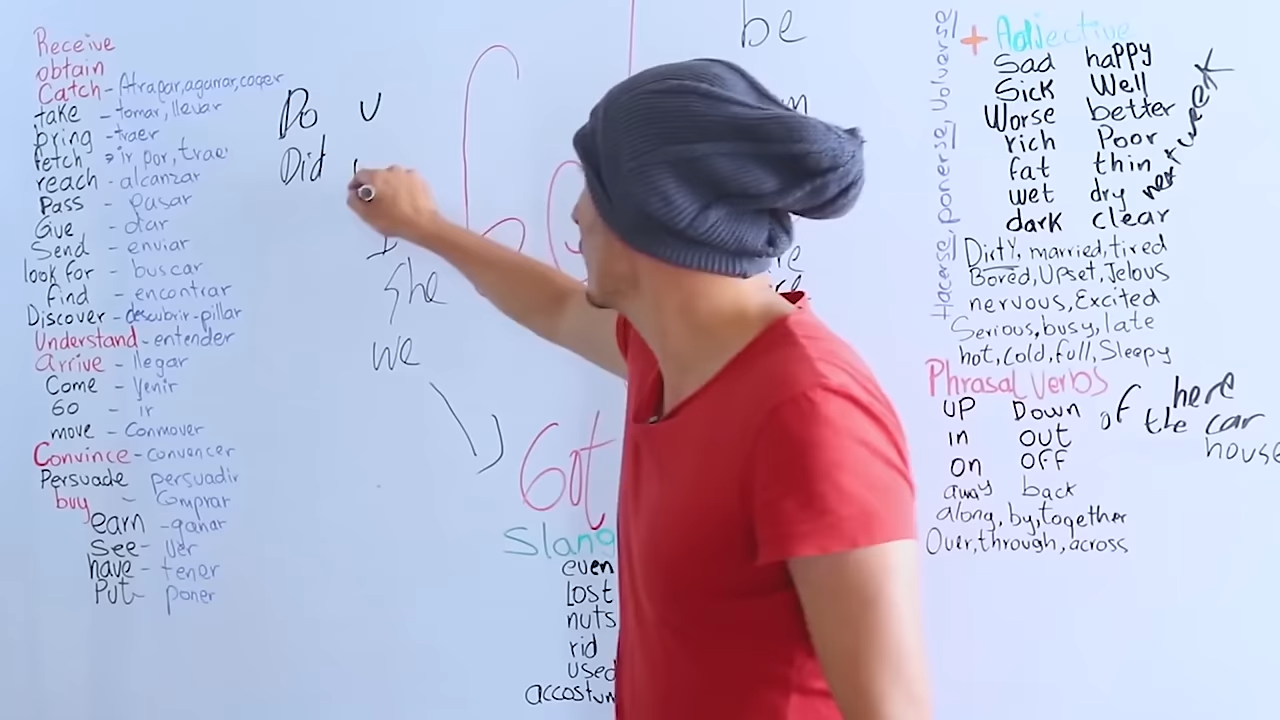 Receive
obtain
Catch - Atrapar, agarrar, coger
take - tomar, llevar
bring - traer
fetch - ir por, traer
reach - alcanzar
Pass - pasar
Give - dar
Send - enviar
look for - buscar
find - encontrar
Discover - descubrir - pillar
Understand - entender
Arrive - llegar
Come - Venir
Go - ir
move - Conmover
Convince - convencer
Persuade persuadir
buy - Comprar
earn - ganar
See - Ver
have - tener
Put - poner
Do U
Did
I
She
we
Got
Slang
even
Lost
nuts
rid
used
accostum
be
Hacerse, ponerse, Volverse
+ Adjective
Sad happy
Sick Well
Worse better
rich Poor
fat thin
wet dry
dark clear
next week
Dirty, married, tired
Bored, Upset, Jelous
nervous, Excited
Serious, busy, late
hot, cold, full, Sleepy
Phrasal Verbs
UP Down
in out
on OFF
away back
along, by, together
Over, through, across
of here
the car
house